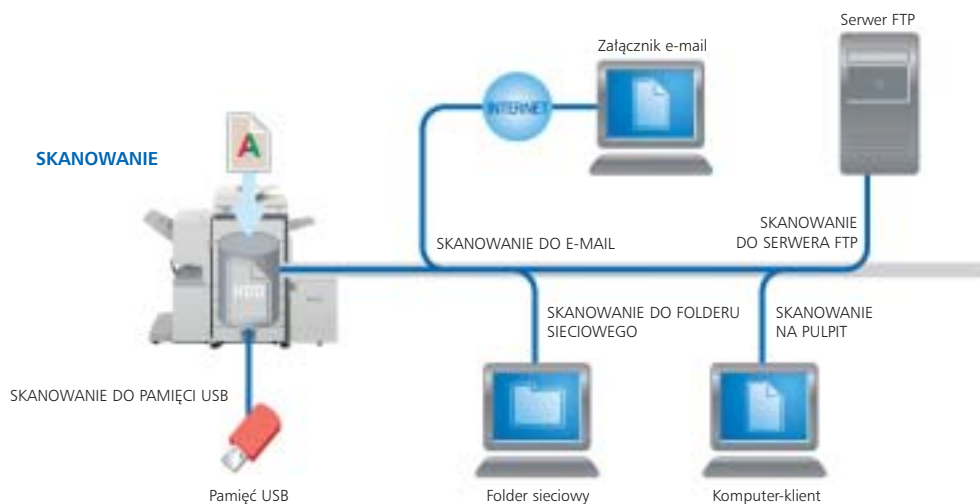 Serwer FTP
Załącznik e-mail
INTERNET
A
SKANOWANIE
SKANOWANIE
DO SERWERA FTP
SKANOWANIE DO E-MAIL
HDD
SKANOWANIE DO FOLDERU
SIECIOWEGO
SKANOWANIE
NA PULPIT
SKANOWANIE DO PAMIĘCI USB
Pamięć USB
Folder sieciowy
Komputer-klient